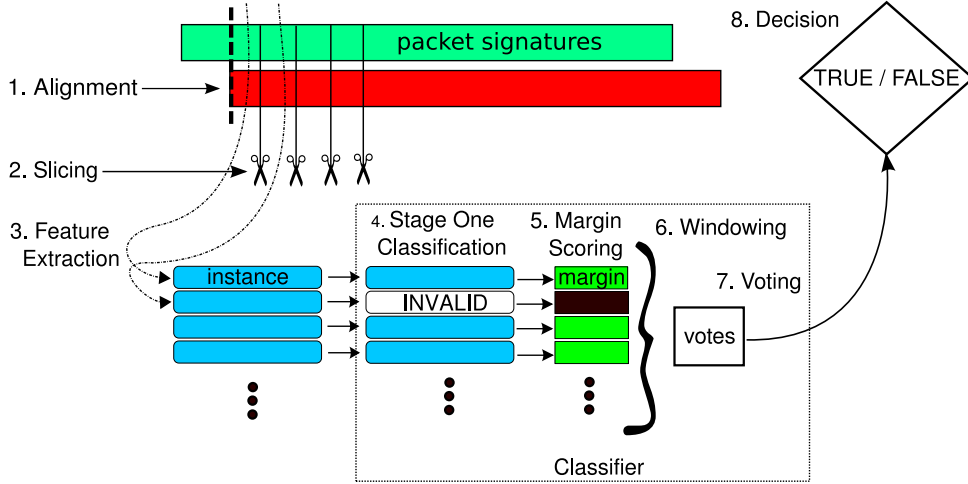 packet signatures
8. Decision
1. Alignment
TRUE / FALSE
2. Slicing
3. Feature
Extraction
4. Stage One
Classification
5. Margin
Scoring
6. Windowing
instance
margin
7. Voting
INVALID
votes
Classifier